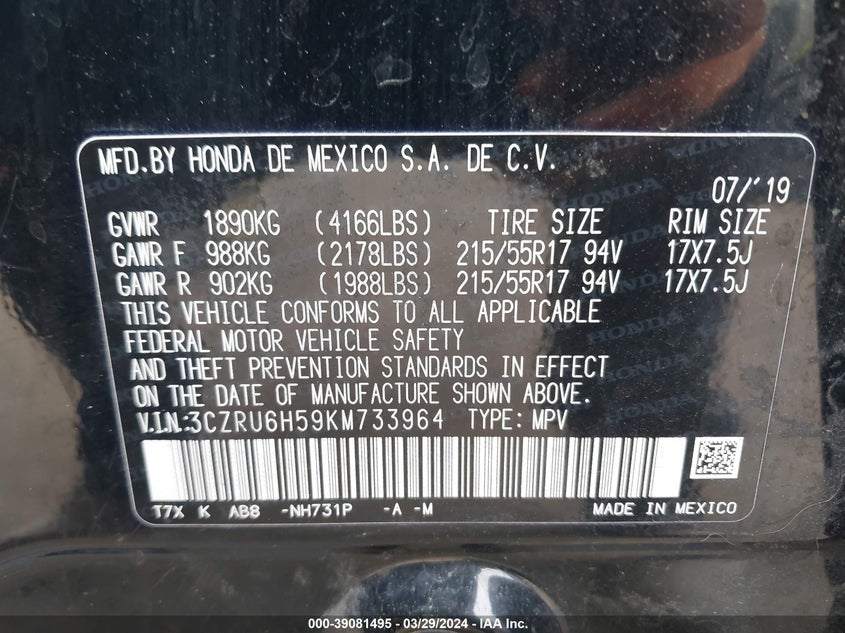 MFD.BY HONDA DE MEXICO S.A. DE C.V.
07/'19
GVWR 1890KG (4166LBS) TIRE SIZE RIM SIZE
GAWR F 988KG (2178LBS) 215/55R17 94V 17X7.5J
GAWR R 902KG (1988LBS) 215/55R17 94V 17X7.5J
THIS VEHICLE CONFORMS TO ALL APPLICABLE
FEDERAL MOTOR VEHICLE SAFETY
AND THEFT PREVENTION STANDARDS IN EFFECT
ON THE DATE OF MANUFACTURE SHOWN ABOVE.
V.I.N:3CZRU6H59KM733964 TYPE: MPV
T7X K AB8 -NH731P -A -M MADE IN MEXICO
000-39081495 - 03/29/2024 - IAA Inc.